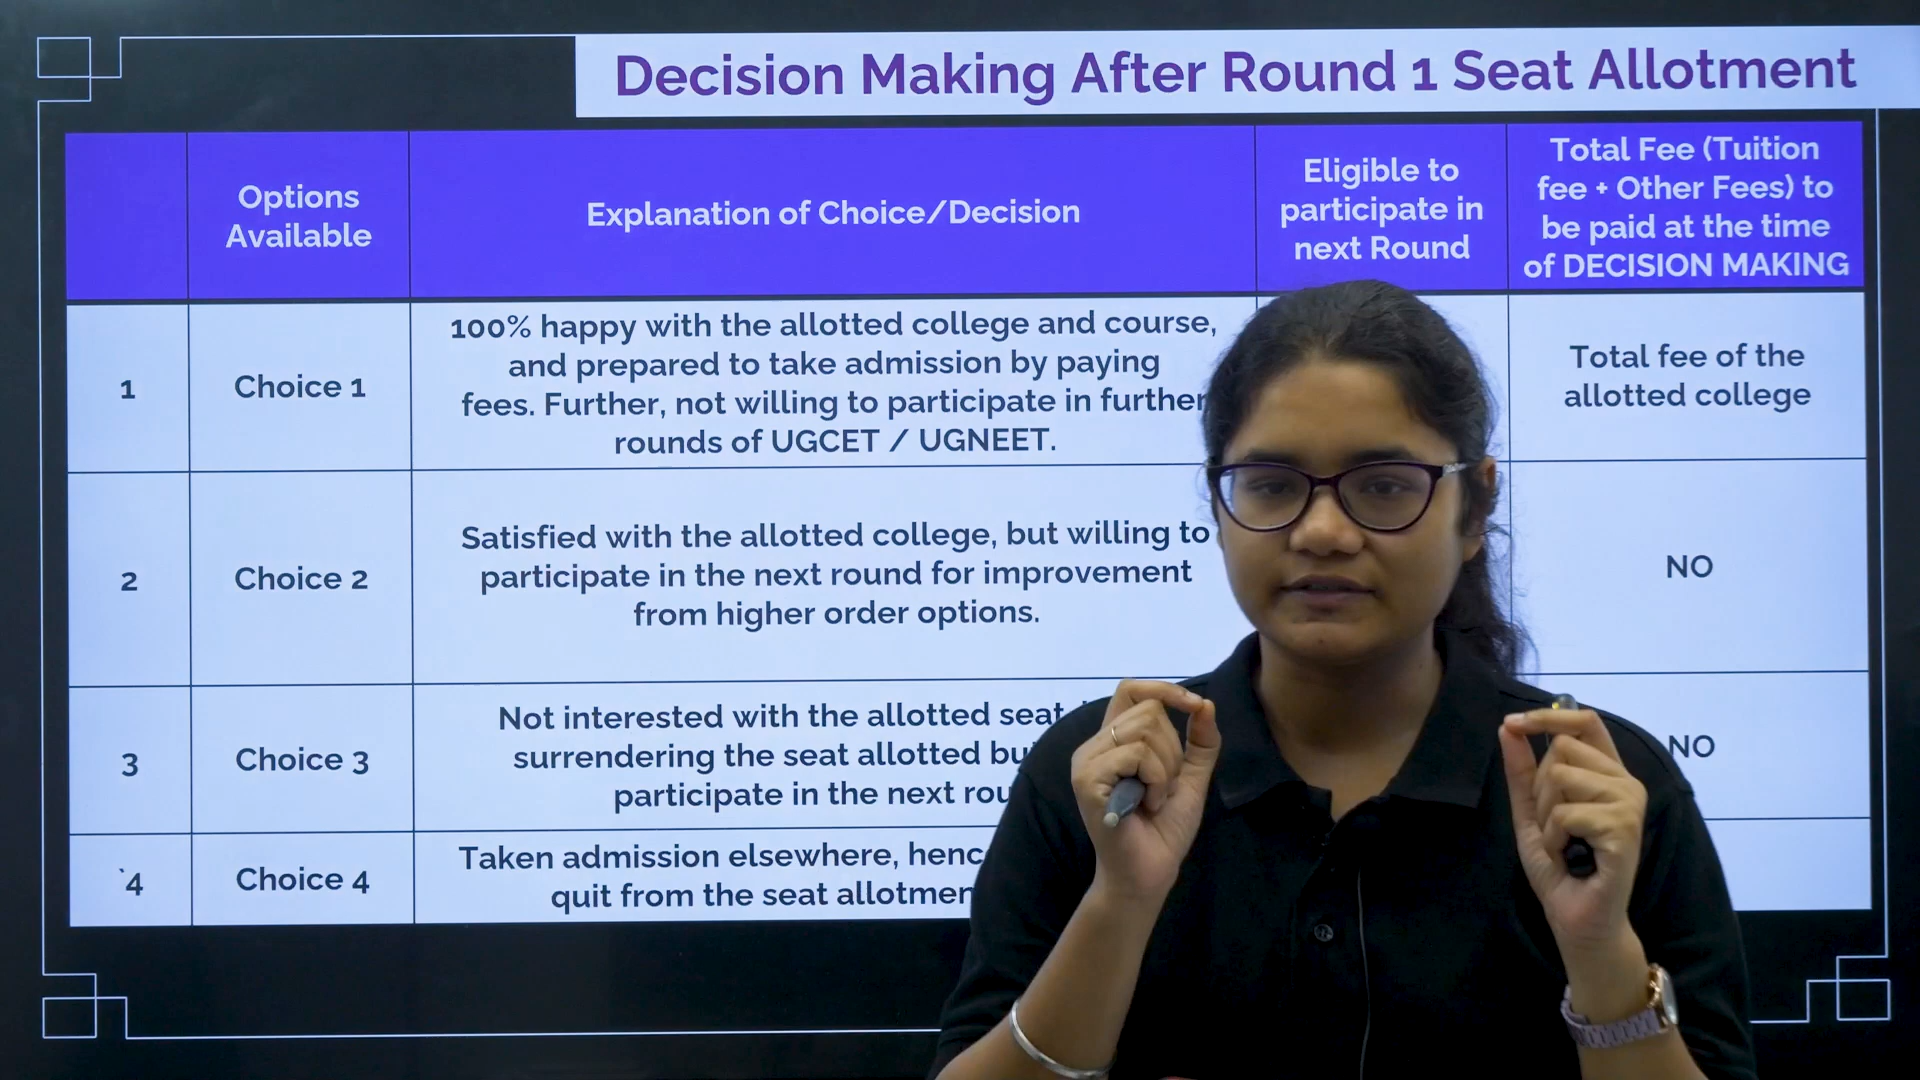 Decision Making After Round 1 Seat Allotment
Options
Available
Explanation of Choice/Decision
Eligible to
participate in
next Round
Total Fee (Tuition
fee + Other Fees) to
be paid at the time
of DECISION MAKING
1
Choice 1
100% happy with the allotted college and course,
and prepared to take admission by paying
fees. Further, not willing to participate in further
rounds of UGCET / UGNEET.
Total fee of the
allotted college
2
Choice 2
Satisfied with the allotted college, but willing to
participate in the next round for improvement
from higher order options.
NO
3
Choice 3
Not interested with the allotted seat
surrendering the seat allotted
participate in the next
NO
`4
Choice 4
Taken admission elsewhere,
quit from the seat